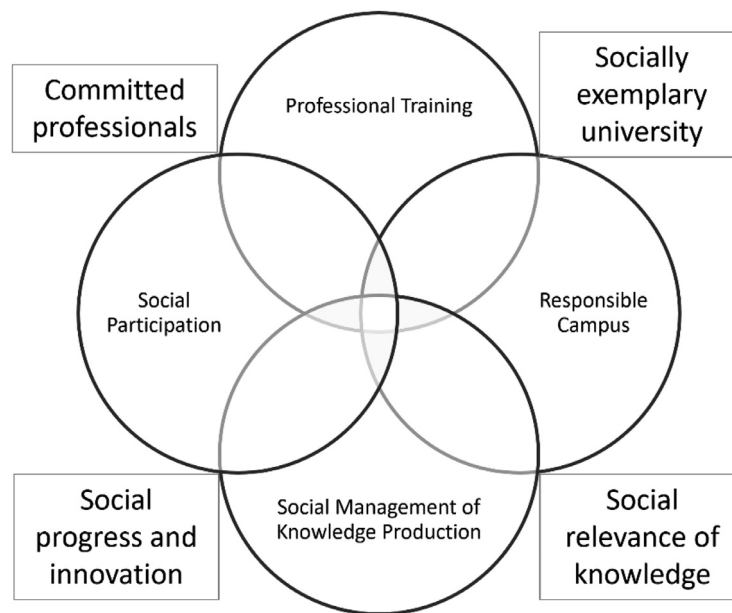 Committed
professionals
Professional Training
Socially
exemplary
university
Social
Participation
Responsible
Campus
Social
progress and
innovation
Social Management of
Knowledge Production
Social
relevance of
knowledge